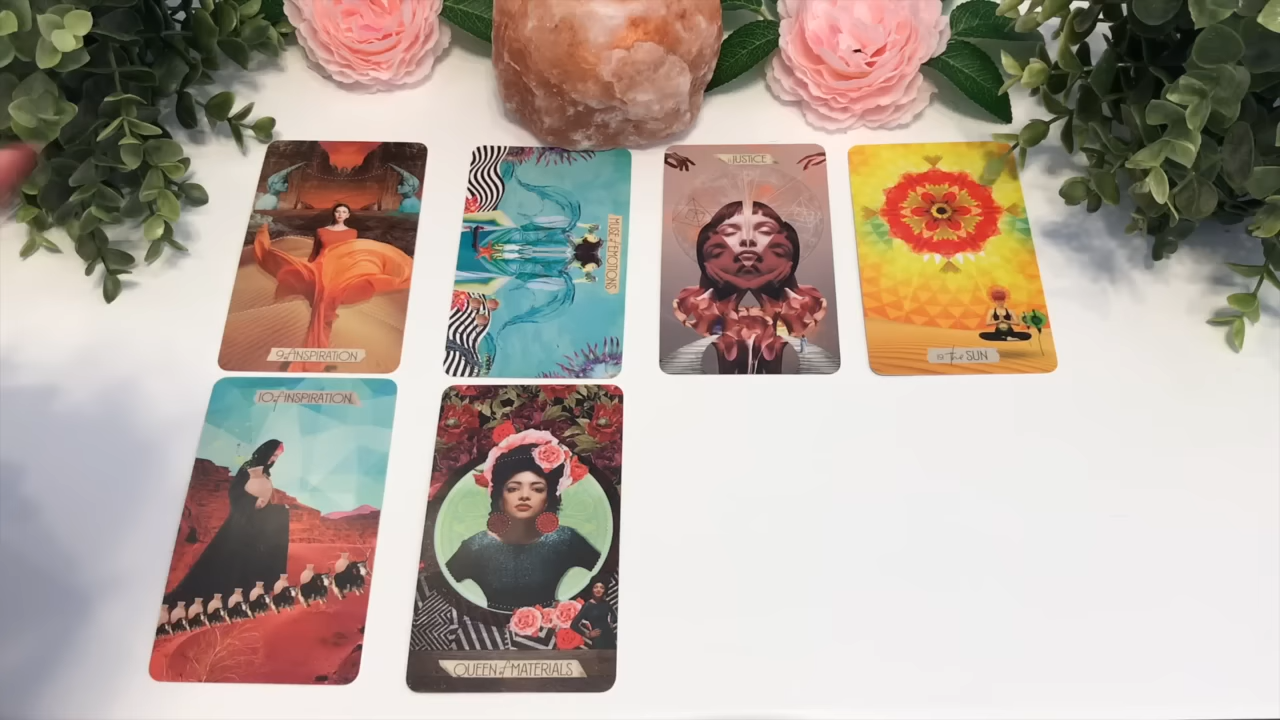 9 of INSPIRATION
MUSE of EMOTIONS
JUSTICE
the SUN
10 of INSPIRATION
QUEEN of MATERIALS